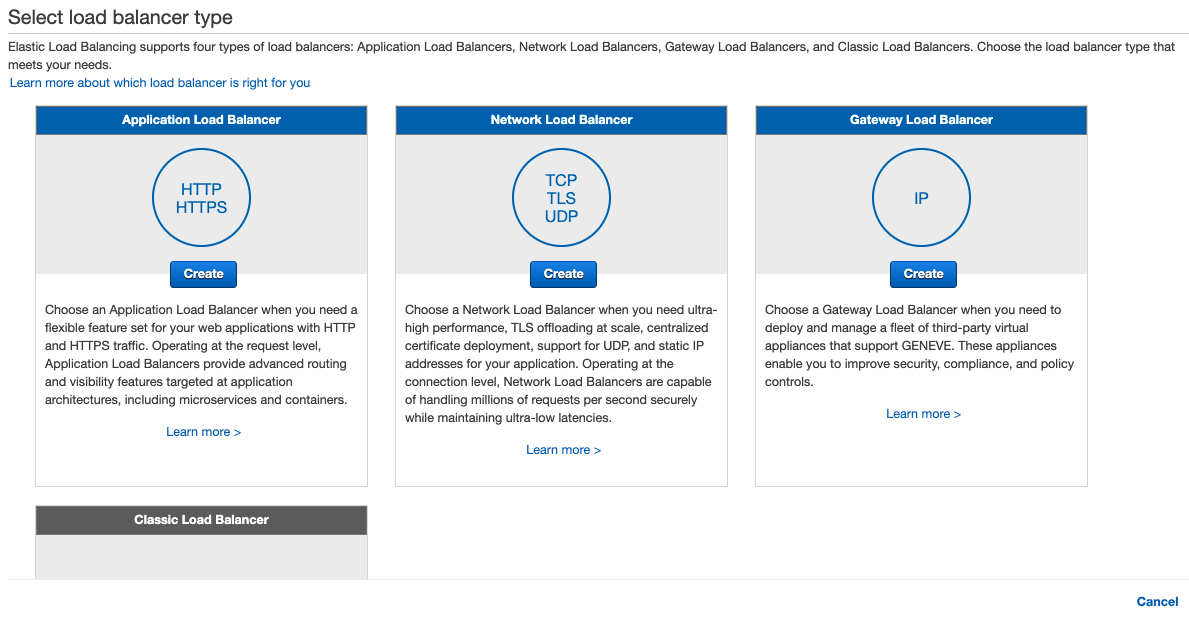 Select load balancer type
Elastic Load Balancing supports four types of load balancers: Application Load Balancers, Network Load Balancers, Gateway Load Balancers, and Classic Load Balancers. Choose the load balancer type that
meets your needs.
Learn more about which load balancer is right for you
Application Load Balancer
HTTP
HTTPS
Create
Choose an Application Load Balancer when you need a
flexible feature set for your web applications with HTTP
and HTTPS traffic. Operating at the request level,
Application Load Balancers provide advanced routing
and visibility features targeted at application
architectures, including microservices and containers.
Learn more >
Network Load Balancer
TCP
TLS
UDP
Create
Choose a Network Load Balancer when you need ultra-
high performance, TLS offloading at scale, centralized
certificate deployment, support for UDP, and static IP
addresses for your application. Operating at the
connection level, Network Load Balancers are capable
of handling millions of requests per second securely
while maintaining ultra-low latencies.
Learn more >
Gateway Load Balancer
IP
Create
Choose a Gateway Load Balancer when you need to
deploy and manage a fleet of third-party virtual
appliances that support GENEVE. These appliances
enable you to improve security, compliance, and policy
controls.
Learn more >
Classic Load Balancer
Cancel